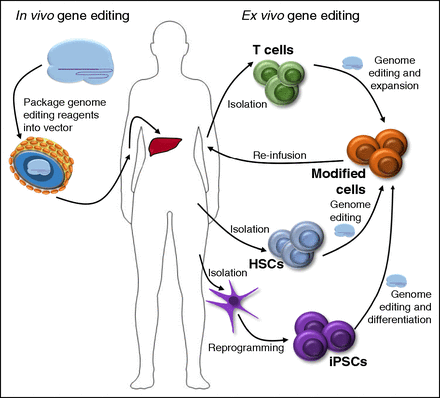 In vivo gene editing
Ex vivo gene editing
Package genome
editing reagents
into vector
T cells
Isolation
Genome
editing and
expansion
Re-infusion
Modified
cells
Genome
editing
Isolation
HSCs
Isolation
Genome
editing and
differentiation
Reprogramming
iPSCs